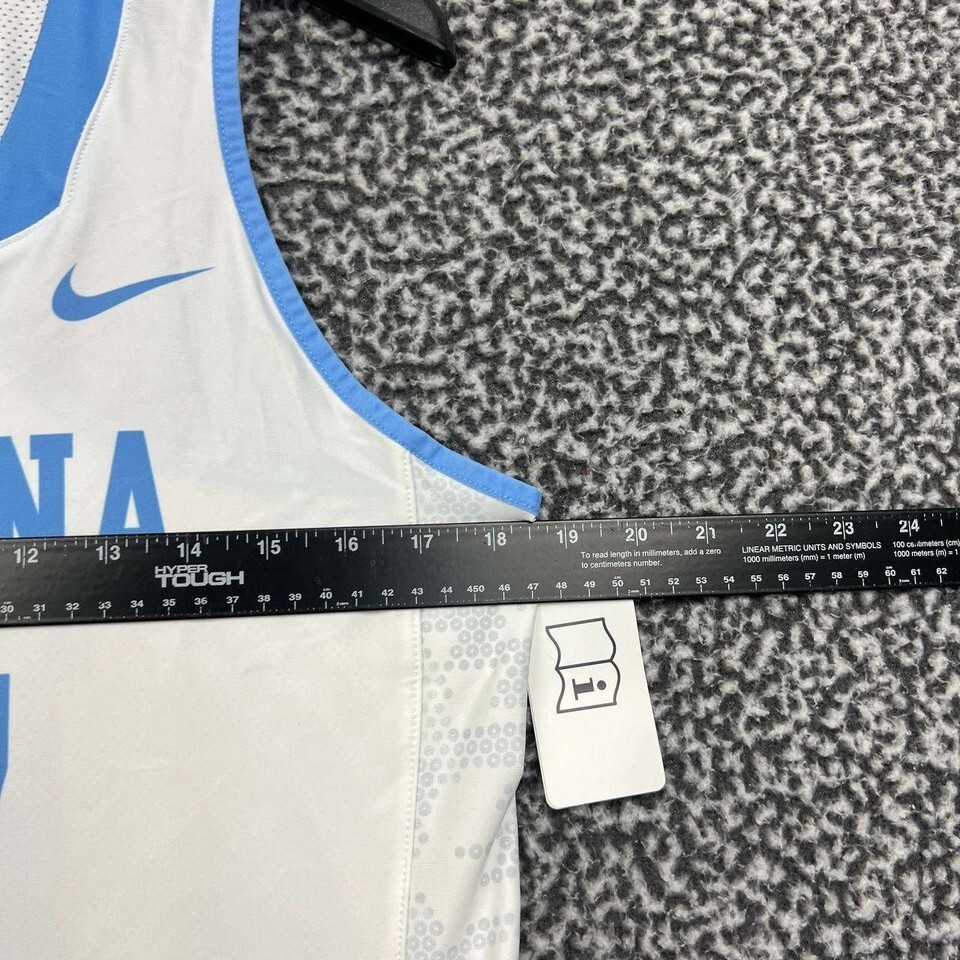 NA
12 13 14 15 16 17 18 19 20 21 22 23 24
HYPER
TOUGH
To read length in millimeters, add a zero
to centimeters number.
LINEAR METRIC UNITS AND SYMBOLS
1000 millimeters (mm) = 1 meter (m)
100 centimeters (cm)
1000 meters (m) = 1
30 31 32 33 34 35 36 37 38 39 40 41 42 43 44 450 46 47 48 49 50 51 52 53 54 55 56 57 58 59 60 61 62
i